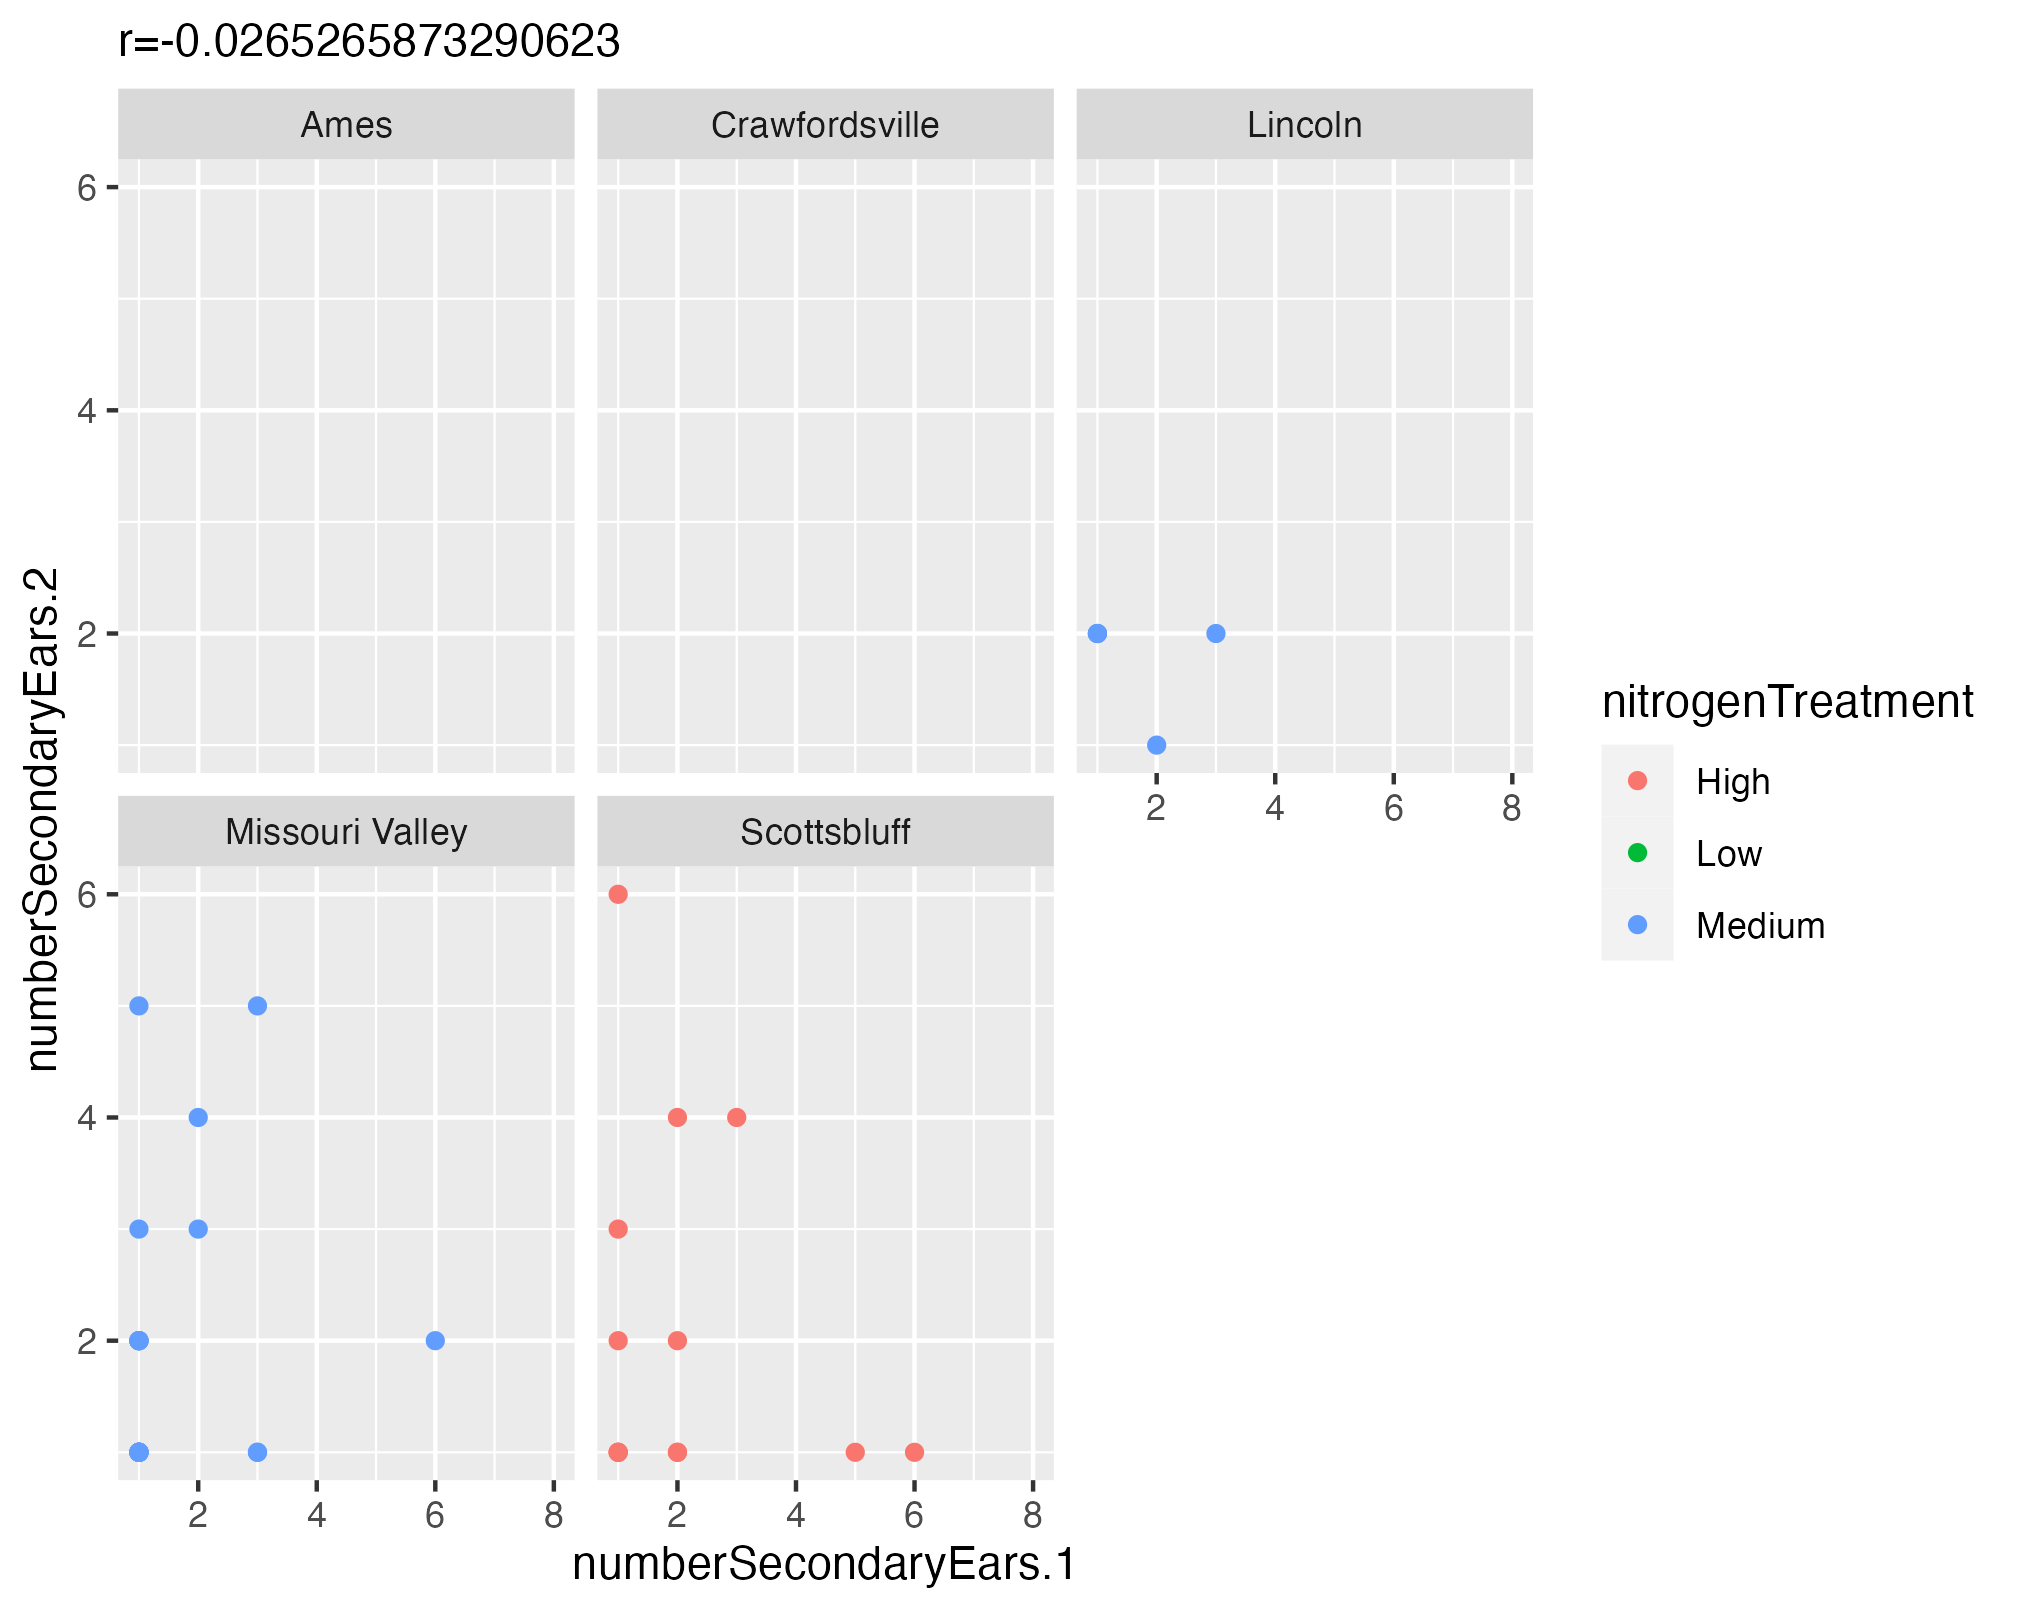 r=-0.0265265873290623
Ames
Crawfordsville
Lincoln
6
4
2
2 4 6 8
Missouri Valley
Scottsbluff
6
4
2
2 4 6 8
2 4 6 8
numberSecondaryEars.1
numberSecondaryEars.2
nitrogenTreatment
High
Low
Medium